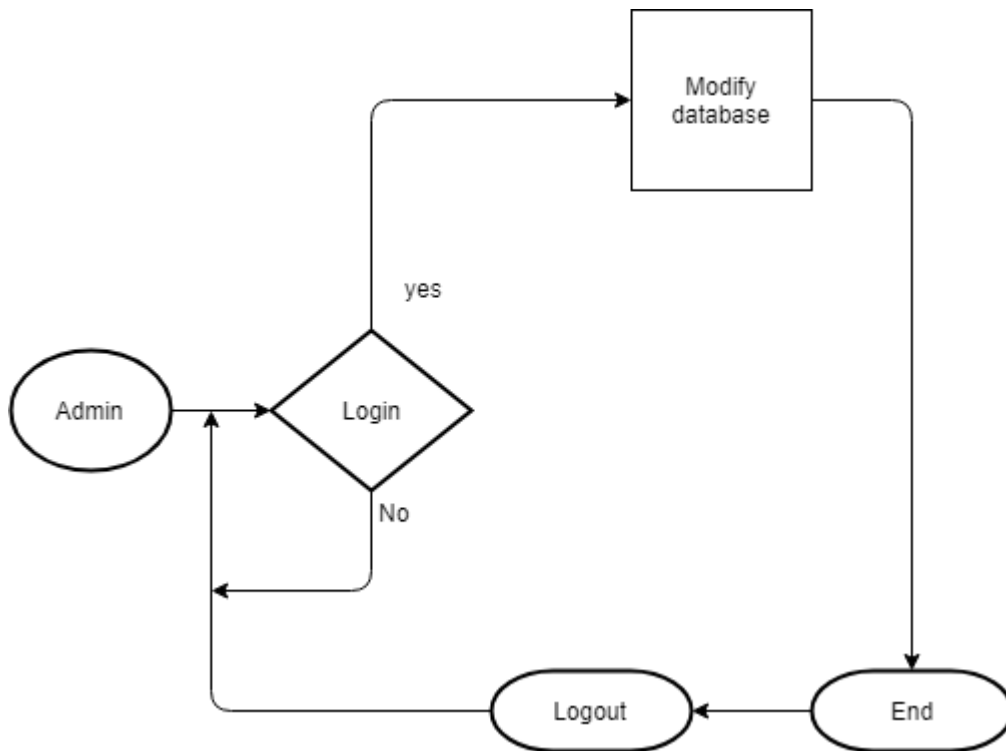 Modify
database
yes
Admin
Login
No
Logout
End